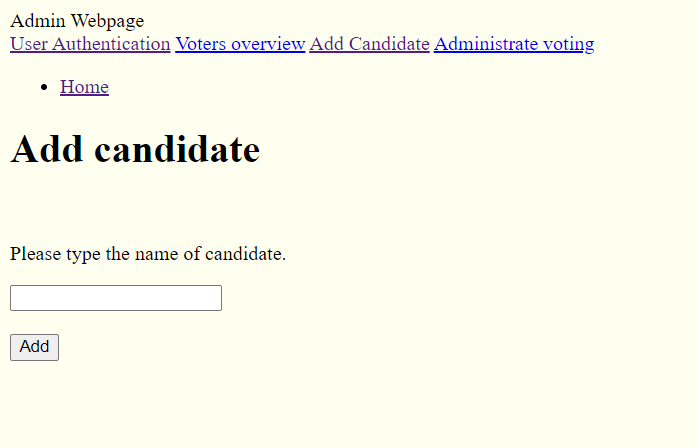 Admin Webpage
User Authentication Voters overview Add Candidate Administrate voting
Home
Add candidate
Please type the name of candidate.
Add